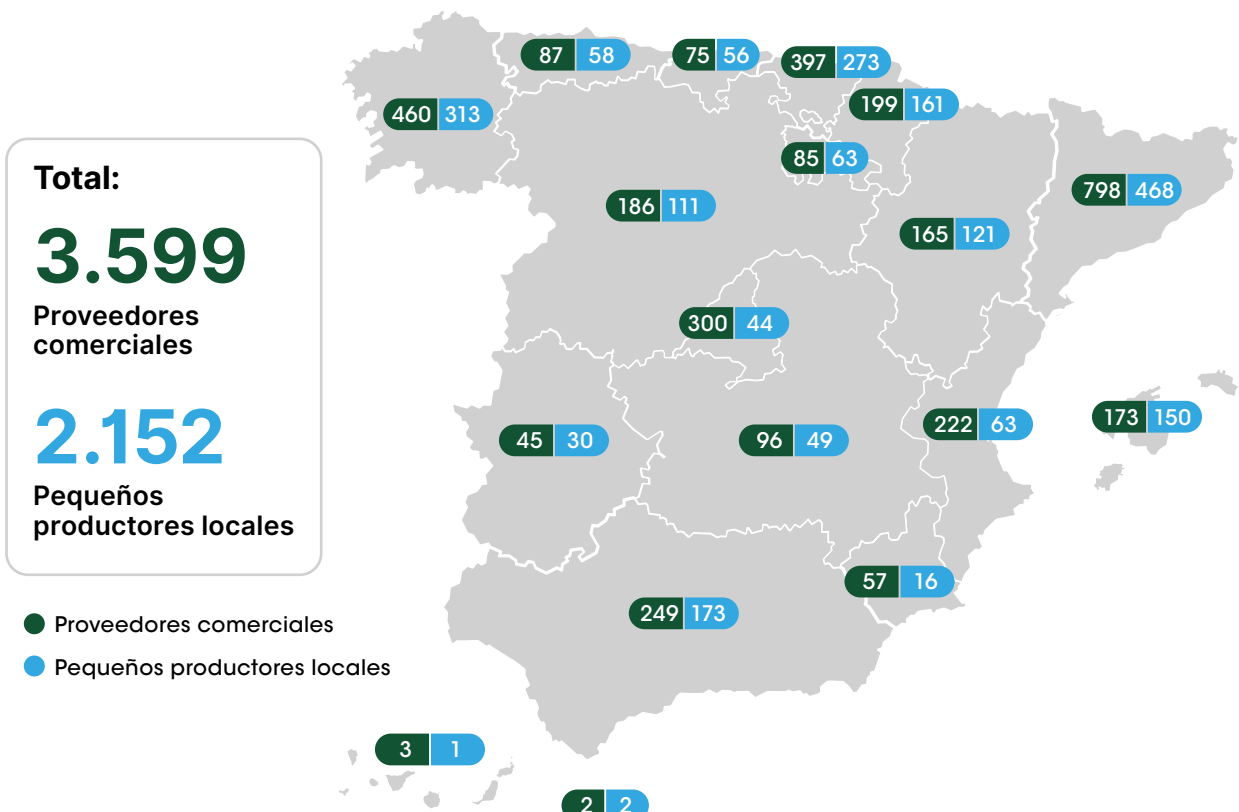 87 58
75 56
397 273
199 161
460 313
85 63
798 468
186 111
165 121
300 44
222 63
173 150
45 30
96 49
57 16
249 173
3 1
2 2
Total:
3.599
Proveedores
comerciales
2.152
Pequeños
productores locales
Proveedores comerciales
Pequeños productores locales